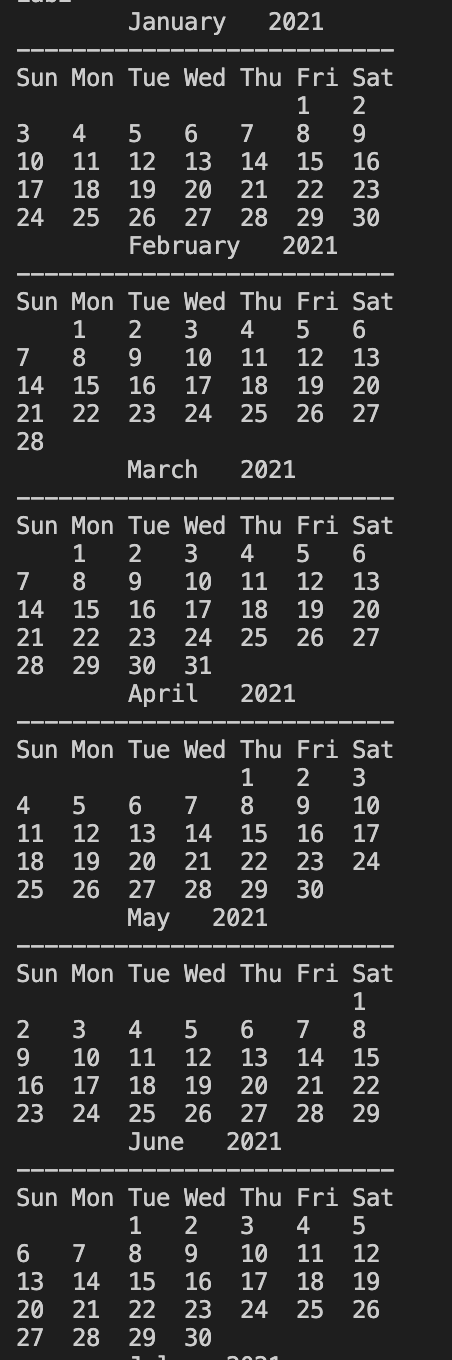 January   2021
---------------------------
Sun Mon Tue Wed Thu Fri Sat
                    1   2
3   4   5   6   7   8   9
10  11  12  13  14  15  16
17  18  19  20  21  22  23
24  25  26  27  28  29  30
February   2021
---------------------------
Sun Mon Tue Wed Thu Fri Sat
    1   2   3   4   5   6
7   8   9   10  11  12  13
14  15  16  17  18  19  20
21  22  23  24  25  26  27
28
March   2021
---------------------------
Sun Mon Tue Wed Thu Fri Sat
    1   2   3   4   5   6
7   8   9   10  11  12  13
14  15  16  17  18  19  20
21  22  23  24  25  26  27
28  29  30  31
April   2021
---------------------------
Sun Mon Tue Wed Thu Fri Sat
                1   2   3
4   5   6   7   8   9   10
11  12  13  14  15  16  17
18  19  20  21  22  23  24
25  26  27  28  29  30
May   2021
---------------------------
Sun Mon Tue Wed Thu Fri Sat
                        1
2   3   4   5   6   7   8
9   10  11  12  13  14  15
16  17  18  19  20  21  22
23  24  25  26  27  28  29
June   2021
---------------------------
Sun Mon Tue Wed Thu Fri Sat
        1   2   3   4   5
6   7   8   9   10  11  12
13  14  15  16  17  18  19
20  21  22  23  24  25  26
27  28  29  30